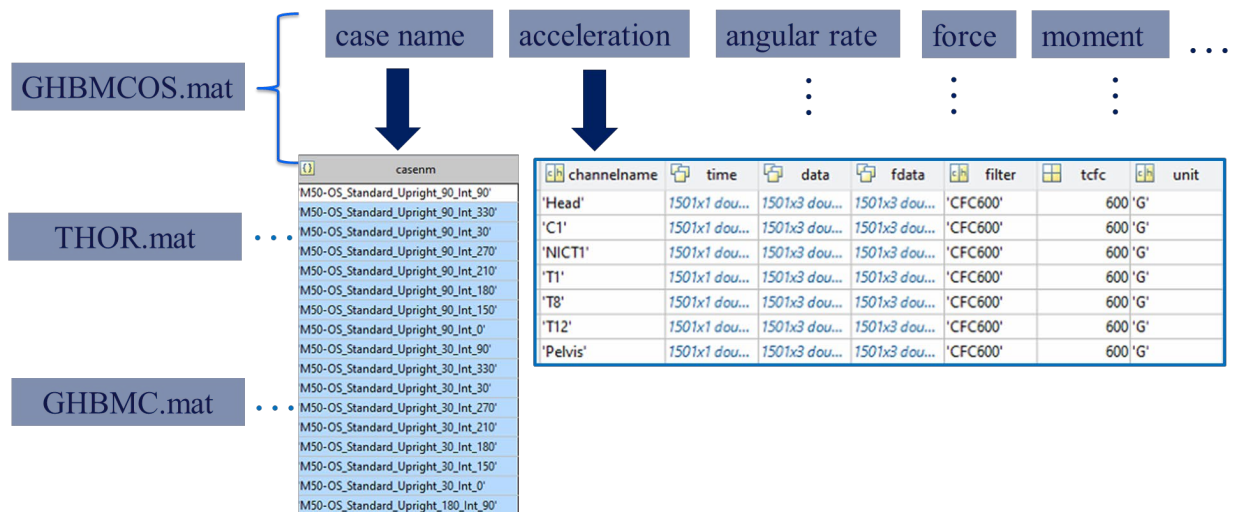 case name acceleration angular rate force moment ...
GHBMCOS.mat
THOR.mat ...
GHBMC.mat ...
{} casenm
'M50-OS_Standard_Upright_90_Int_90'
'M50-OS_Standard_Upright_90_Int_330'
'M50-OS_Standard_Upright_90_Int_30'
'M50-OS_Standard_Upright_90_Int_270'
'M50-OS_Standard_Upright_90_Int_210'
'M50-OS_Standard_Upright_90_Int_180'
'M50-OS_Standard_Upright_90_Int_150'
'M50-OS_Standard_Upright_90_Int_0'
'M50-OS_Standard_Upright_30_Int_90'
'M50-OS_Standard_Upright_30_Int_330'
'M50-OS_Standard_Upright_30_Int_30'
'M50-OS_Standard_Upright_30_Int_270'
'M50-OS_Standard_Upright_30_Int_210'
'M50-OS_Standard_Upright_30_Int_180'
'M50-OS_Standard_Upright_30_Int_150'
'M50-OS_Standard_Upright_30_Int_0'
'M50-OS_Standard_Upright_180_Int_90'
ch channelname time data fdata ch filter tcfc ch unit
'Head' 1501x1 dou... 1501x3 dou... 1501x3 dou... 'CFC600' 600 'G'
'C1' 1501x1 dou... 1501x3 dou... 1501x3 dou... 'CFC600' 600 'G'
'NICT1' 1501x1 dou... 1501x3 dou... 1501x3 dou... 'CFC600' 600 'G'
'T1' 1501x1 dou... 1501x3 dou... 1501x3 dou... 'CFC600' 600 'G'
'T8' 1501x1 dou... 1501x3 dou... 1501x3 dou... 'CFC600' 600 'G'
'T12' 1501x1 dou... 1501x3 dou... 1501x3 dou... 'CFC600' 600 'G'
'Pelvis' 1501x1 dou... 1501x3 dou... 1501x3 dou... 'CFC600' 600 'G'